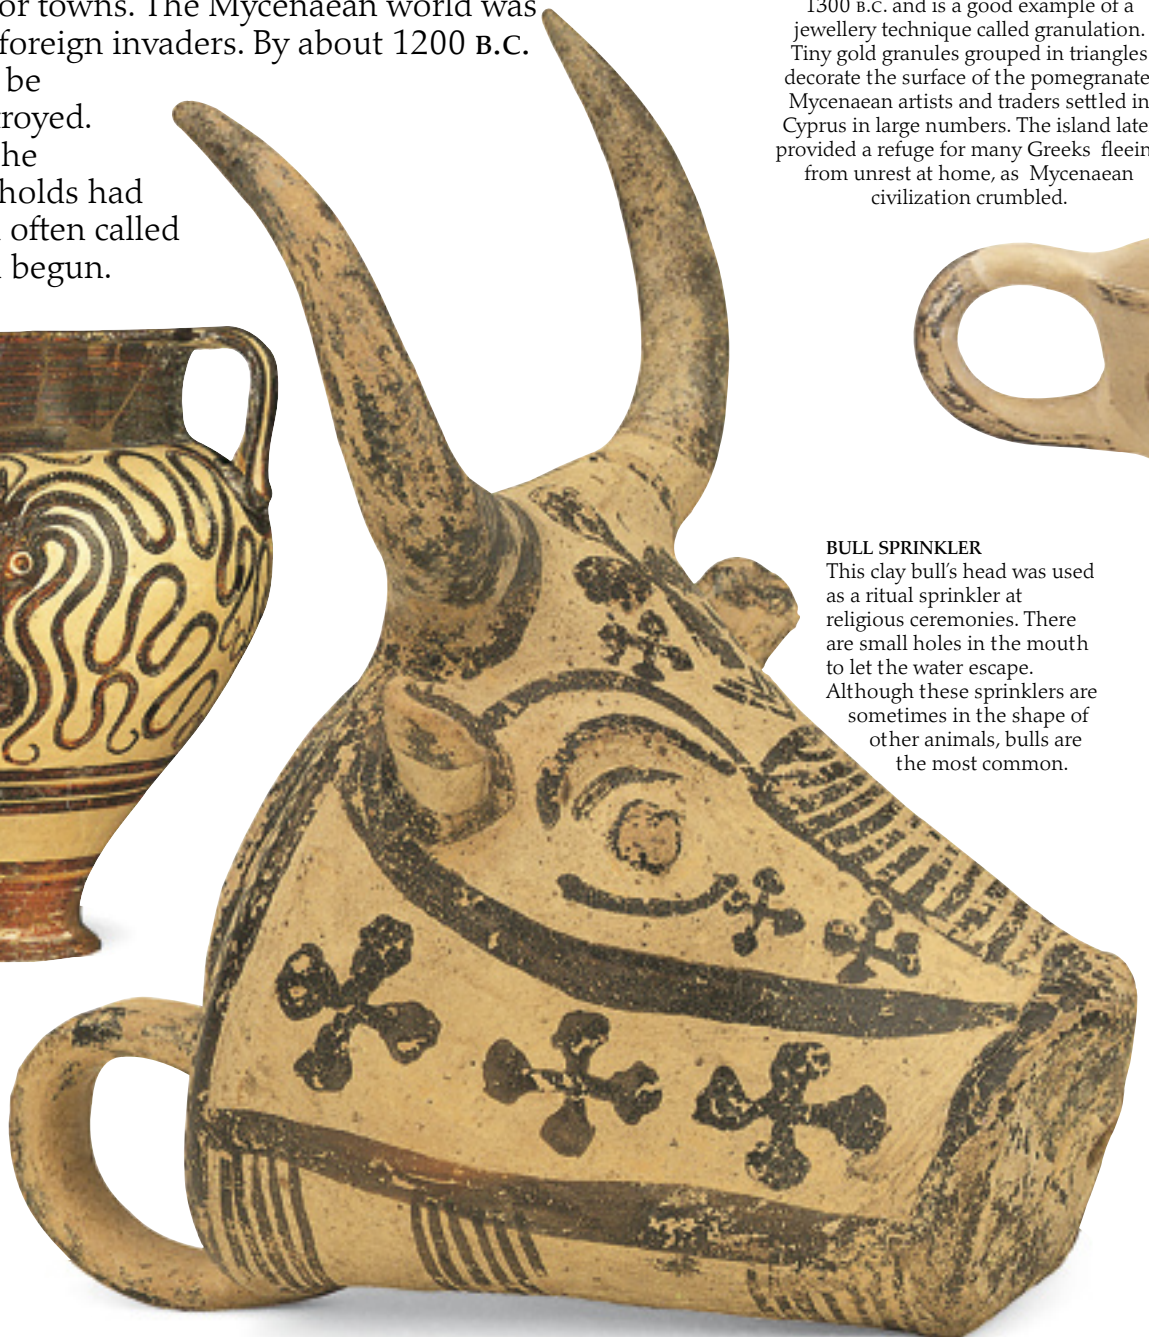 or towns. The Mycenaean world was
foreign invaders. By about 1200 B.C.
be
royed.
he
holds had
often called
begun.
1300 B.C. and is a good example of a
jewellery technique called granulation.
Tiny gold granules grouped in triangles
decorate the surface of the pomegranate
Mycenaean artists and traders settled in
Cyprus in large numbers. The island late
provided a refuge for many Greeks fleein
from unrest at home, as Mycenaean
civilization crumbled.
BULL SPRINKLER
This clay bull's head was used
as a ritual sprinkler at
religious ceremonies. There
are small holes in the mouth
to let the water escape.
Although these sprinklers are
sometimes in the shape of
other animals, bulls are
the most common.